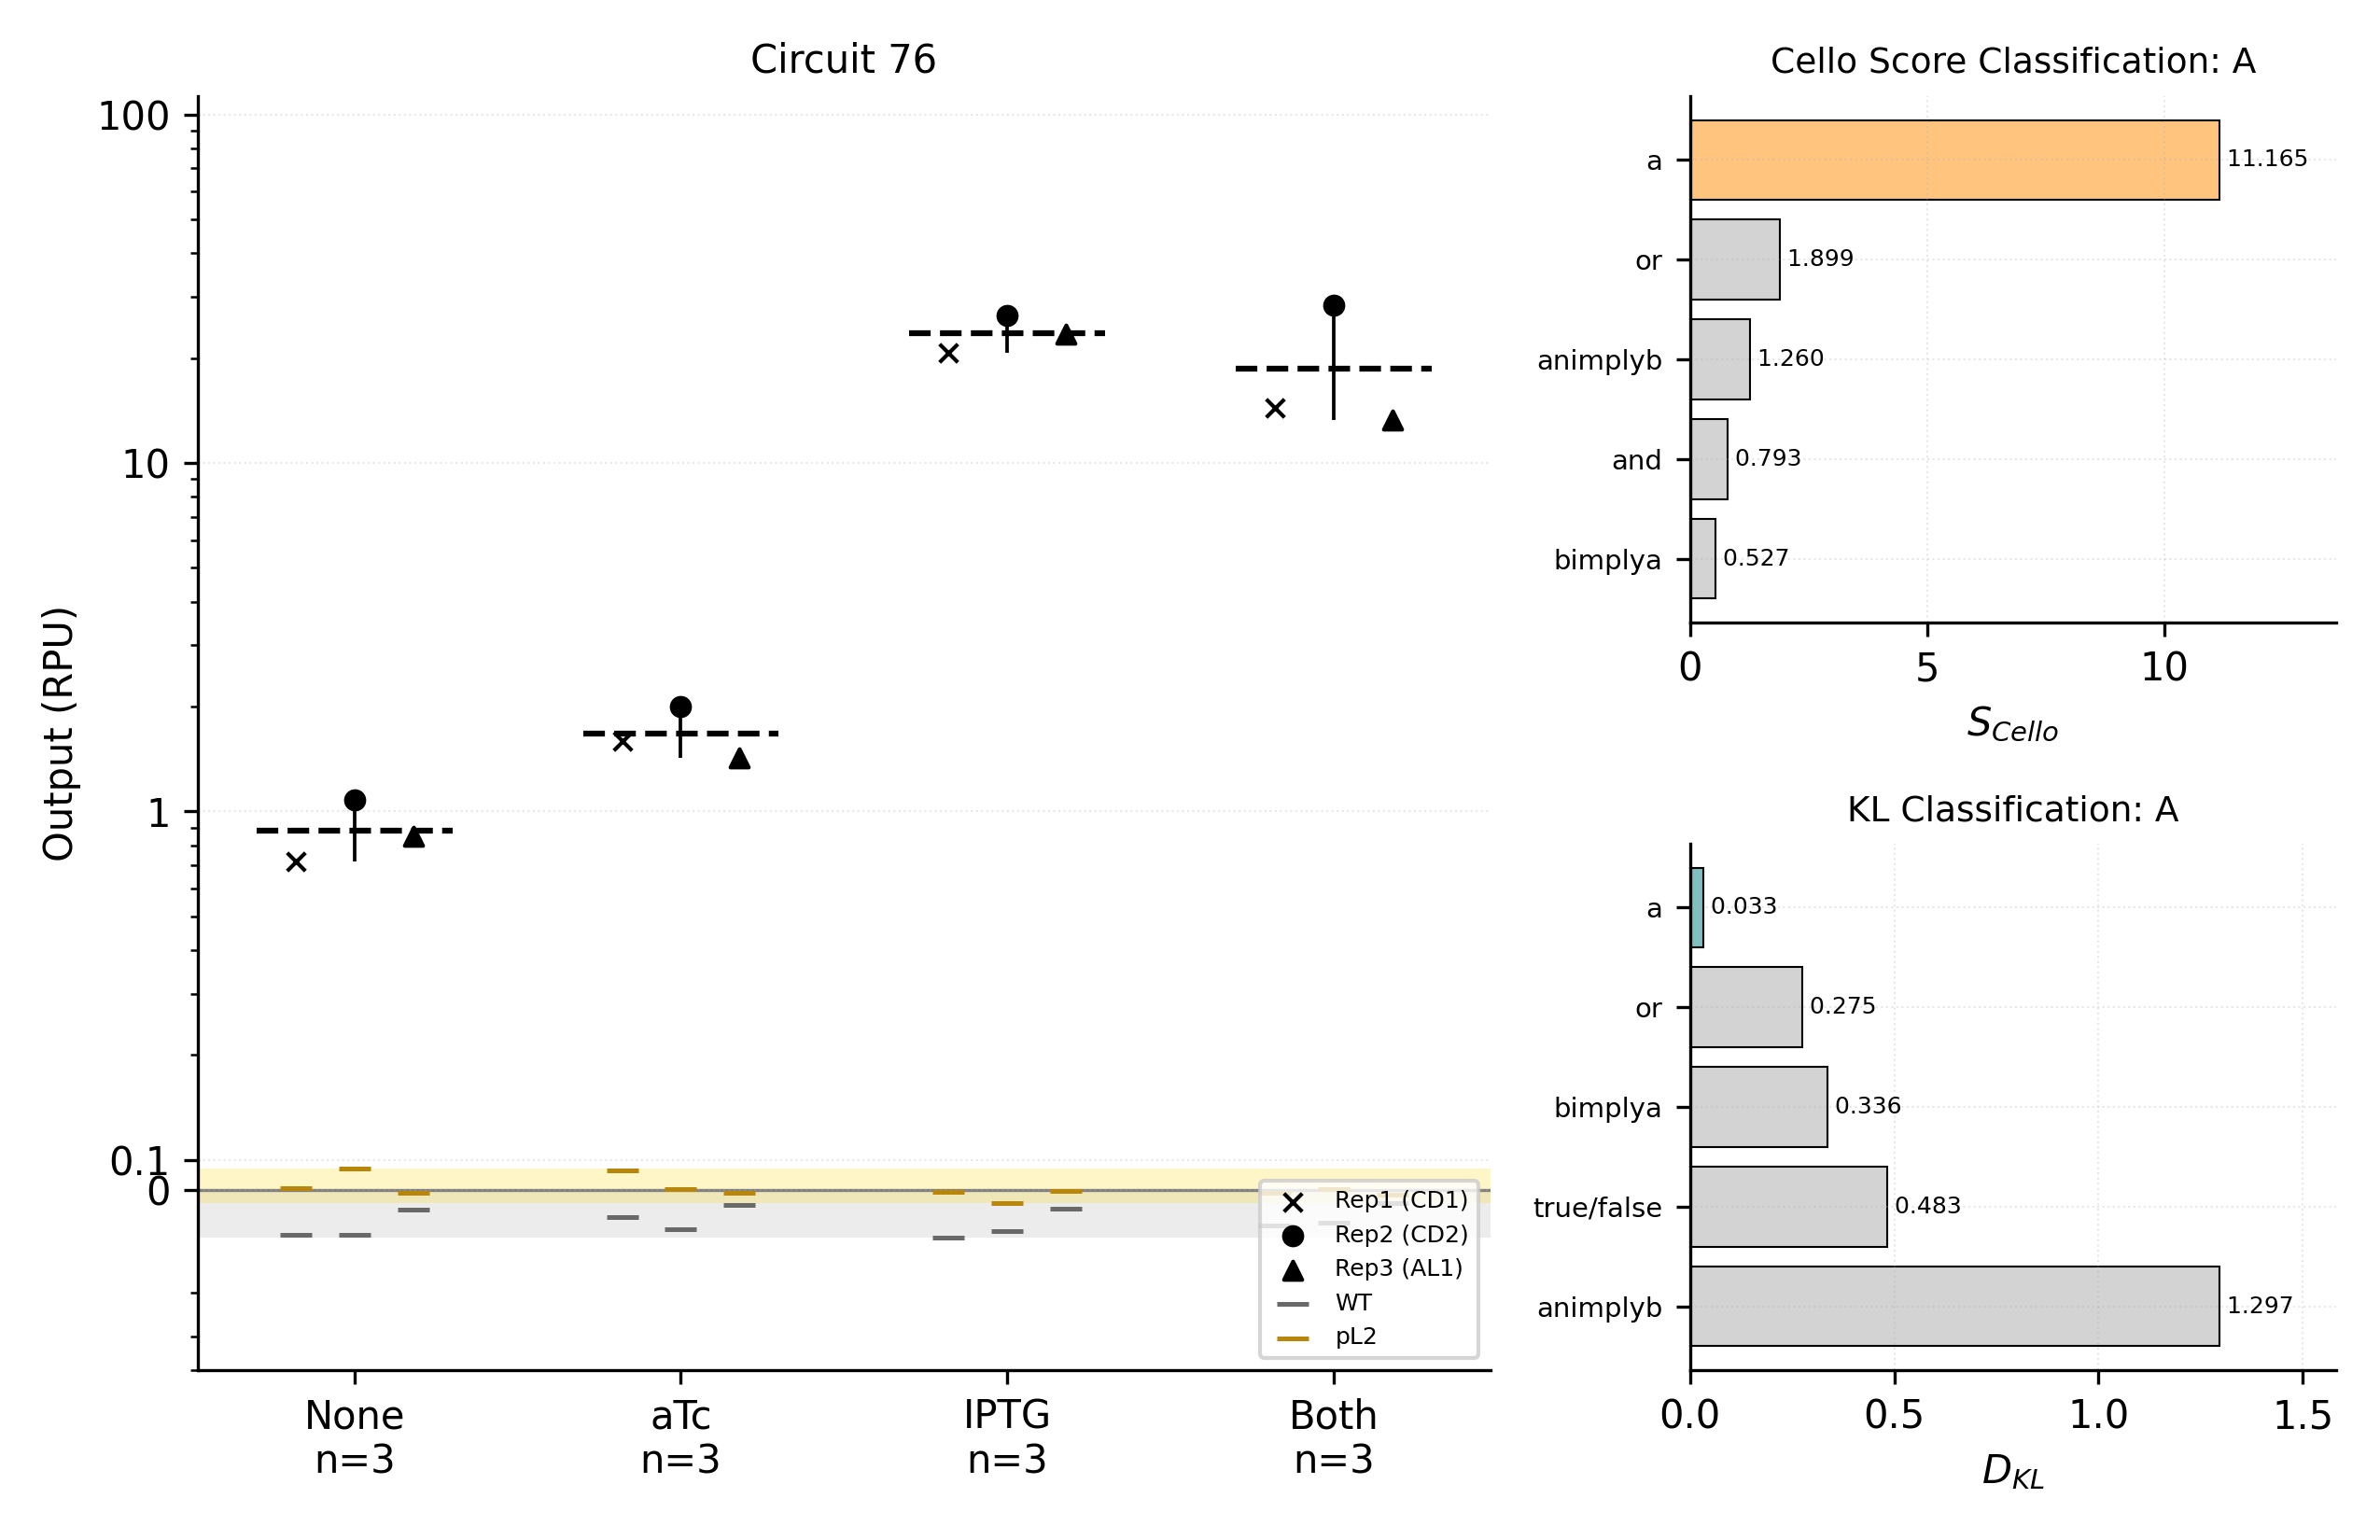 Circuit 76
Output (RPU)
100
10
1
0.1
0
Rep1 (CD1)
Rep2 (CD2)
Rep3 (AL1)
WT
pL2
None
n=3
aTc
n=3
IPTG
n=3
Both
n=3
Cello Score Classification: A
a
11.165
or
1.899
animplyb
1.260
and
0.793
bimplya
0.527
0
5
10
S_Cello
KL Classification: A
a
0.033
or
0.275
bimplya
0.336
true/false
0.483
animplyb
1.297
0.0
0.5
1.0
1.5
D_KL